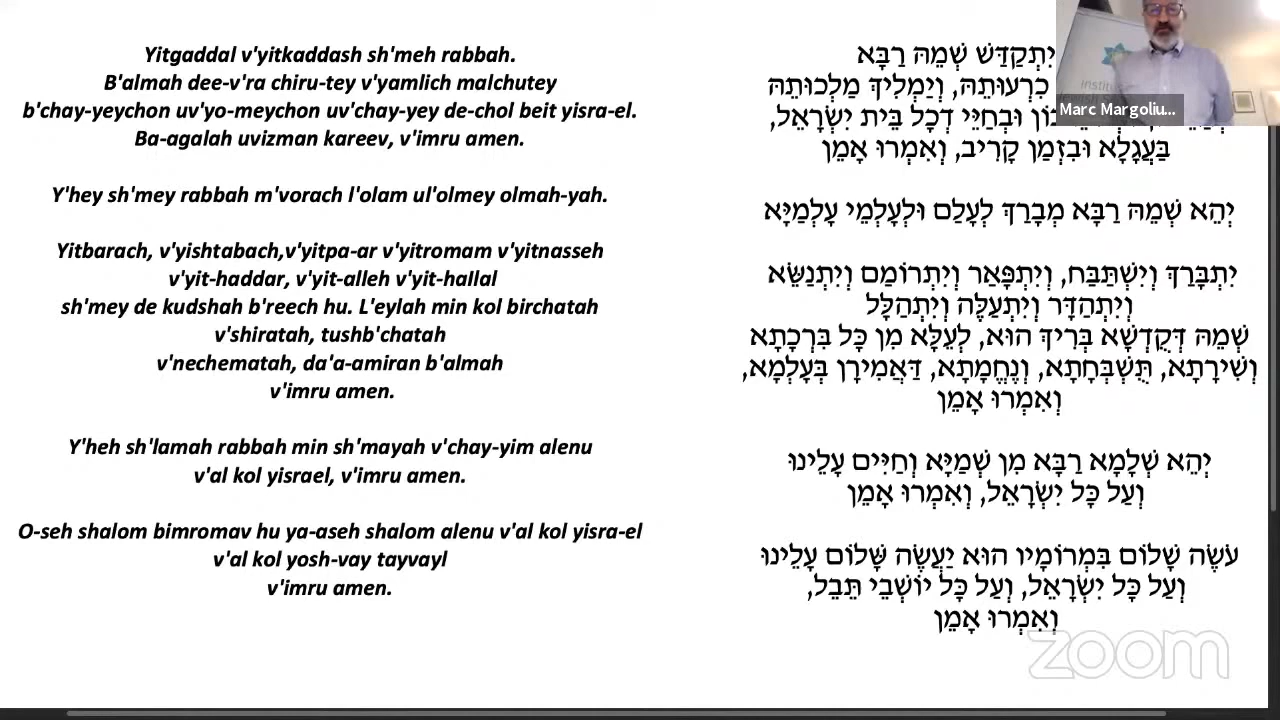 Yitgaddal v'yitkaddash sh'meh rabbah.
B'almah dee-v'ra chiru-tey v'yamlich malchutey
b'chay-yeychon uv'yo-meychon uv'chay-yey de-chol beit yisra-el.
Ba-agalah uvizman kareev, v'imru amen.
Y'hey sh'mey rabbah m'vorach l'olam ul'olmey olmah-yah.
Yitbarach, v'yishtabach,v'yitpa-ar v'yitromam v'yitnasseh
v'yit-haddar, v'yit-alleh v'yit-hallal
sh'mey de kudshah b'reech hu. L'eylah min kol birchatah
v'shiratah, tushb'chatah
v'nechematah, da'a-amiran b'almah
v'imru amen.
Y'heh sh'lamah rabbah min sh'mayah v'chay-yim alenu
v'al kol yisrael, v'imru amen.
O-seh shalom bimromav hu ya-aseh shalom alenu v'al kol yisra-el
v'al kol yosh-vay tayvayl
v'imru amen.
יִתְקַדַּשׁ שְׁמֵהּ רַבָּא
כִרְעוּתֵהּ, וְיַמְלִיךְ מַלְכוּתֵהּ
וּבְחַיֵּי דְכָל בֵּית יִשְׂרָאֵל,
בַּעֲגָלָא וּבִזְמַן קָרִיב, וְאִמְרוּ אָמֵן
יְהֵא שְׁמֵהּ רַבָּא מְבָרַךְ לְעָלַם וּלְעָלְמֵי עָלְמַיָּא
יִתְבָּרַךְ וְיִשְׁתַּבַּח, וְיִתְפָּאַר וְיִתְרוֹמַם וְיִתְנַשֵּׂא
וְיִתְהַדָּר וְיִתְעַלֶּה וְיִתְהַלָּל
שְׁמֵהּ דְּקֻדְשָׁא בְּרִיךְ הוּא, לְעֵלָּא מִן כָּל בִּרְכָתָא
וְשִׁירָתָא, תֻּשְׁבְּחָתָא, וְנֶחֱמָתָא, דַּאֲמִירָן בְּעָלְמָא,
וְאִמְרוּ אָמֵן
יְהֵא שְׁלָמָא רַבָּא מִן שְׁמַיָּא וְחַיִּים עָלֵינוּ
וְעַל כָּל יִשְׂרָאֵל, וְאִמְרוּ אָמֵן
עֹשֶׂה שָׁלוֹם בִּמְרוֹמָיו הוּא יַעֲשֶׂה שָׁלוֹם עָלֵינוּ
וְעַל כָּל יִשְׂרָאֵל, וְעַל כָּל יוֹשְׁבֵי תֵּבֵל,
וְאִמְרוּ אָמֵן
Marc Margoliu...
zoom